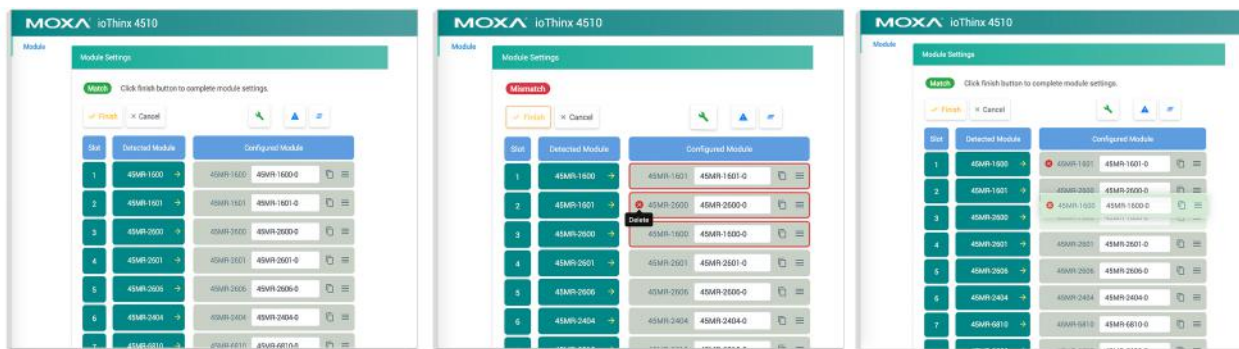 MOXA ioThinx 4510
Module
Module Settings
Match Click finish button to complete module settings.
Finish × Cancel
Slot Detected Module Configured Module
1 45MR-1600 → 45MR-1600 45MR-1600-0
2 45MR-1601 → 45MR-1601 45MR-1601-0
3 45MR-2600 → 45MR-2600 45MR-2600-0
4 45MR-2601 → 45MR-2601 45MR-2601-0
5 45MR-2606 → 45MR-2606 45MR-2606-0
6 45MR-2404 → 45MR-2404 45MR-2404-0
7 45MR-6810 → 45MR-6810 45MR-6810-0
MOXA ioThinx 4510
Module
Module Settings
Mismatch
Finish × Cancel
Slot Detected Module Configured Module
1 45MR-1600 → 45MR-1601 45MR-1601-0
2 45MR-1601 → 45MR-2600 45MR-2600-0
Delete
3 45MR-2600 → 45MR-1600 45MR-1600-0
4 45MR-2601 → 45MR-2601 45MR-2601-0
5 45MR-2606 → 45MR-2606 45MR-2606-0
6 45MR-2404 → 45MR-2404 45MR-2404-0
MOXA ioThinx 4510
Module
Module Settings
Match Click finish button to complete module settings.
Finish × Cancel
Slot Detected Module Configured Module
1 45MR-1600 → 45MR-1601 45MR-1601-0
2 45MR-1601 → 45MR-2600 45MR-2600-0
45MR-1600 45MR-1600-0
3 45MR-2600 →
4 45MR-2601 → 45MR-2601 45MR-2601-0
5 45MR-2606 → 45MR-2606 45MR-2606-0
6 45MR-2404 → 45MR-2404 45MR-2404-0
7 45MR-6810 → 45MR-6810 45MR-6810-0